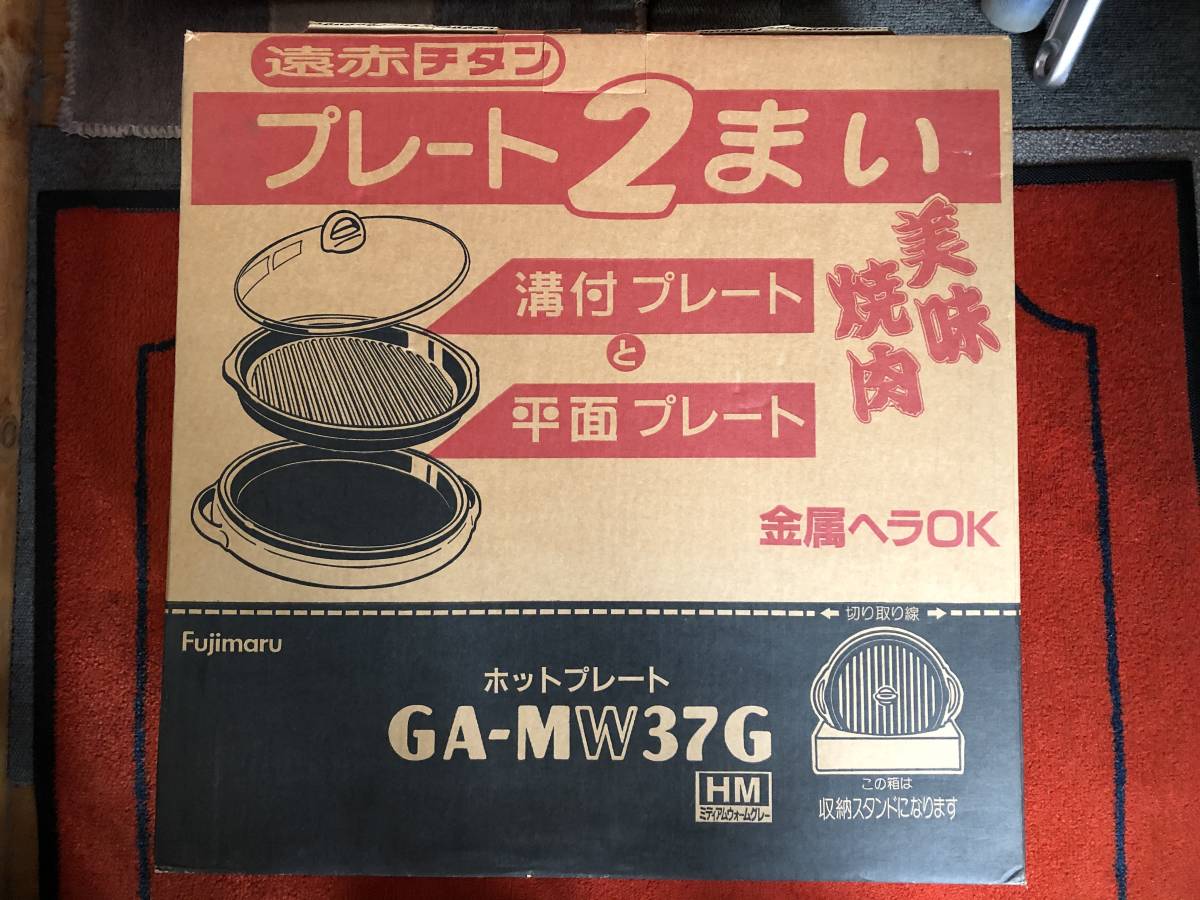 遠赤チタン
プレート2まい
美味
焼肉
溝付プレート
と
平面プレート
金属ヘラOK
← 切り取り線 →
Fujimaru
ホットプレート
GA-MW37G
HM
ミディアムウォームグレー
この箱は
収納スタンドになります